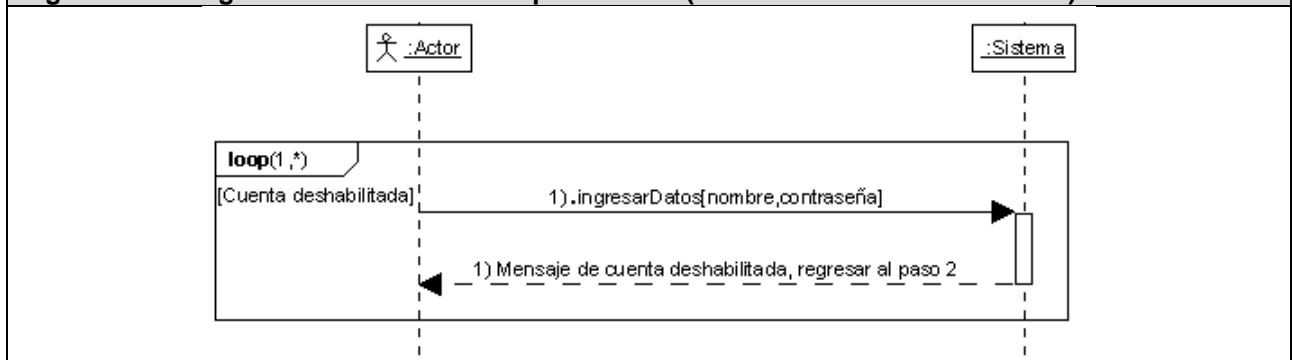 :Actor
:Sistema
loop(1,*)
[Cuenta deshabilitada]
1).ingresarDatos[nombre,contraseña]
1) Mensaje de cuenta deshabilitada, regresar al paso 2